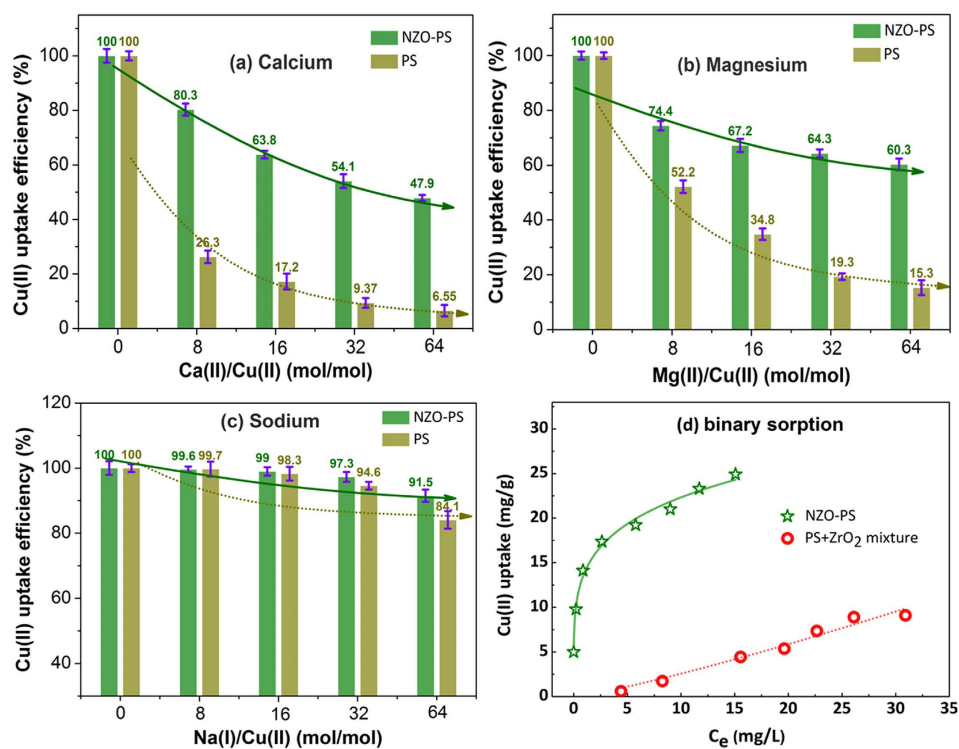 (a) Calcium
NZO-PS
PS
Cu(II) uptake efficiency (%)
100
80
60
40
20
0
100 100
80.3
26.3
63.8
17.2
54.1
9.37
47.9
6.55
0 8 16 32 64
Ca(II)/Cu(II) (mol/mol)
(b) Magnesium
NZO-PS
PS
Cu(II) uptake efficiency (%)
100
80
60
40
20
0
100 100
74.4
52.2
67.2
34.8
64.3
19.3
60.3
15.3
0 8 16 32 64
Mg(II)/Cu(II) (mol/mol)
(c) Sodium
NZO-PS
PS
Cu(II) uptake efficiency (%)
120
100
80
60
40
100 100
99.6 99.7
99 98.3
97.3
94.6
91.5
84.1
0 8 16 32 64
Na(I)/Cu(II) (mol/mol)
(d) binary sorption
NZO-PS
PS+ZrO2 mixture
Cu(II) uptake (mg/g)
30
25
20
15
10
5
0
0 5 10 15 20 25 30 35
Ce (mg/L)